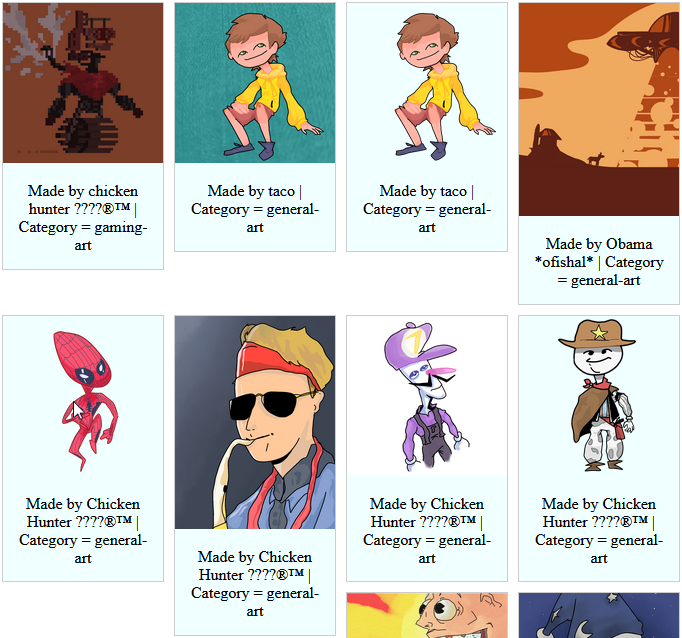 Made by chicken
hunter ????®™ |
Category = gaming-
art
Made by taco |
Category = general-
art
Made by taco |
Category = general-
art
Made by Obama
*ofishal* | Category
= general-art
Made by Chicken
Hunter ????®™ |
Category = general-
art
Made by Chicken
Hunter ????®™ |
Category = general-
art
Made by Chicken
Hunter ????®™ |
Category = general-
art
Made by Chicken
Hunter ????®™ |
Category = general-
art